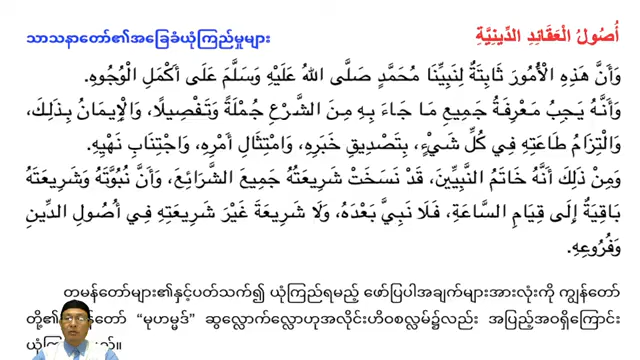 သာသနာတော်၏အခြေခံယုံကြည်မှုများ
أُصُولُ الْعَقَائِدِ الدِّينِيَّةِ
وَأَنَّ هَذِهِ الْأُمُورَ ثَابِتَةٌ لِنَبِيِّنَا مُحَمَّدٍ صَلَّى اللهُ عَلَيْهِ وَسَلَّمَ عَلَى أَكْمَلِ الْوُجُوهِ.
وَأَنَّهُ يَجِبُ مَعْرِفَةُ جَمِيعِ مَا جَاءَ بِهِ مِنَ الشَّرْعِ جُمْلَةً وَتَفْصِيلًا، وَالْإِيمَانُ بِذَلِكَ،
وَالْتِزَامُ طَاعَتِهِ فِي كُلِّ شَيْءٍ، بِتَصْدِيقِ خَبَرِهِ، وَامْتِثَالِ أَمْرِهِ، وَاجْتِنَابِ نَهْيِهِ.
وَمِنْ ذَلِكَ أَنَّهُ خَاتَمُ النَّبِيِّينَ، قَدْ نَسَخَتْ شَرِيعَتُهُ جَمِيعَ الشَّرَائِعِ، وَأَنَّ نُبُوَّتَهُ وَشَرِيعَتَهُ
بَاقِيَةٌ إِلَى قِيَامِ السَّاعَةِ، فَلَا نَبِيَّ بَعْدَهُ، وَلَا شَرِيعَةَ غَيْرَ شَرِيعَتِهِ فِي أُصُولِ الدِّينِ
وَفُرُوعِهِ.
တမန်တော်များ၏နှင့်ပတ်သက်၍ ယုံကြည်ရမည့် ဖော်ပြပါအချက်များအားလုံးကို ကျွန်တော်
တို့၏ "မုဟမ္မဒ်" ဆွလ္လောက်လ္လောဟုအလိုင်းဟိဝစလ္လမ်၌လည်း အပြည့်အဝရှိကြောင်း